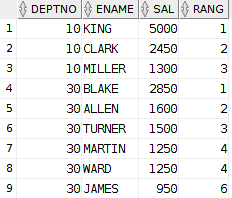 DEPTNO ENAME SAL RANG
1 10 KING 5000 1
2 10 CLARK 2450 2
3 10 MILLER 1300 3
4 30 BLAKE 2850 1
5 30 ALLEN 1600 2
6 30 TURNER 1500 3
7 30 MARTIN 1250 4
8 30 WARD 1250 4
9 30 JAMES 950 6